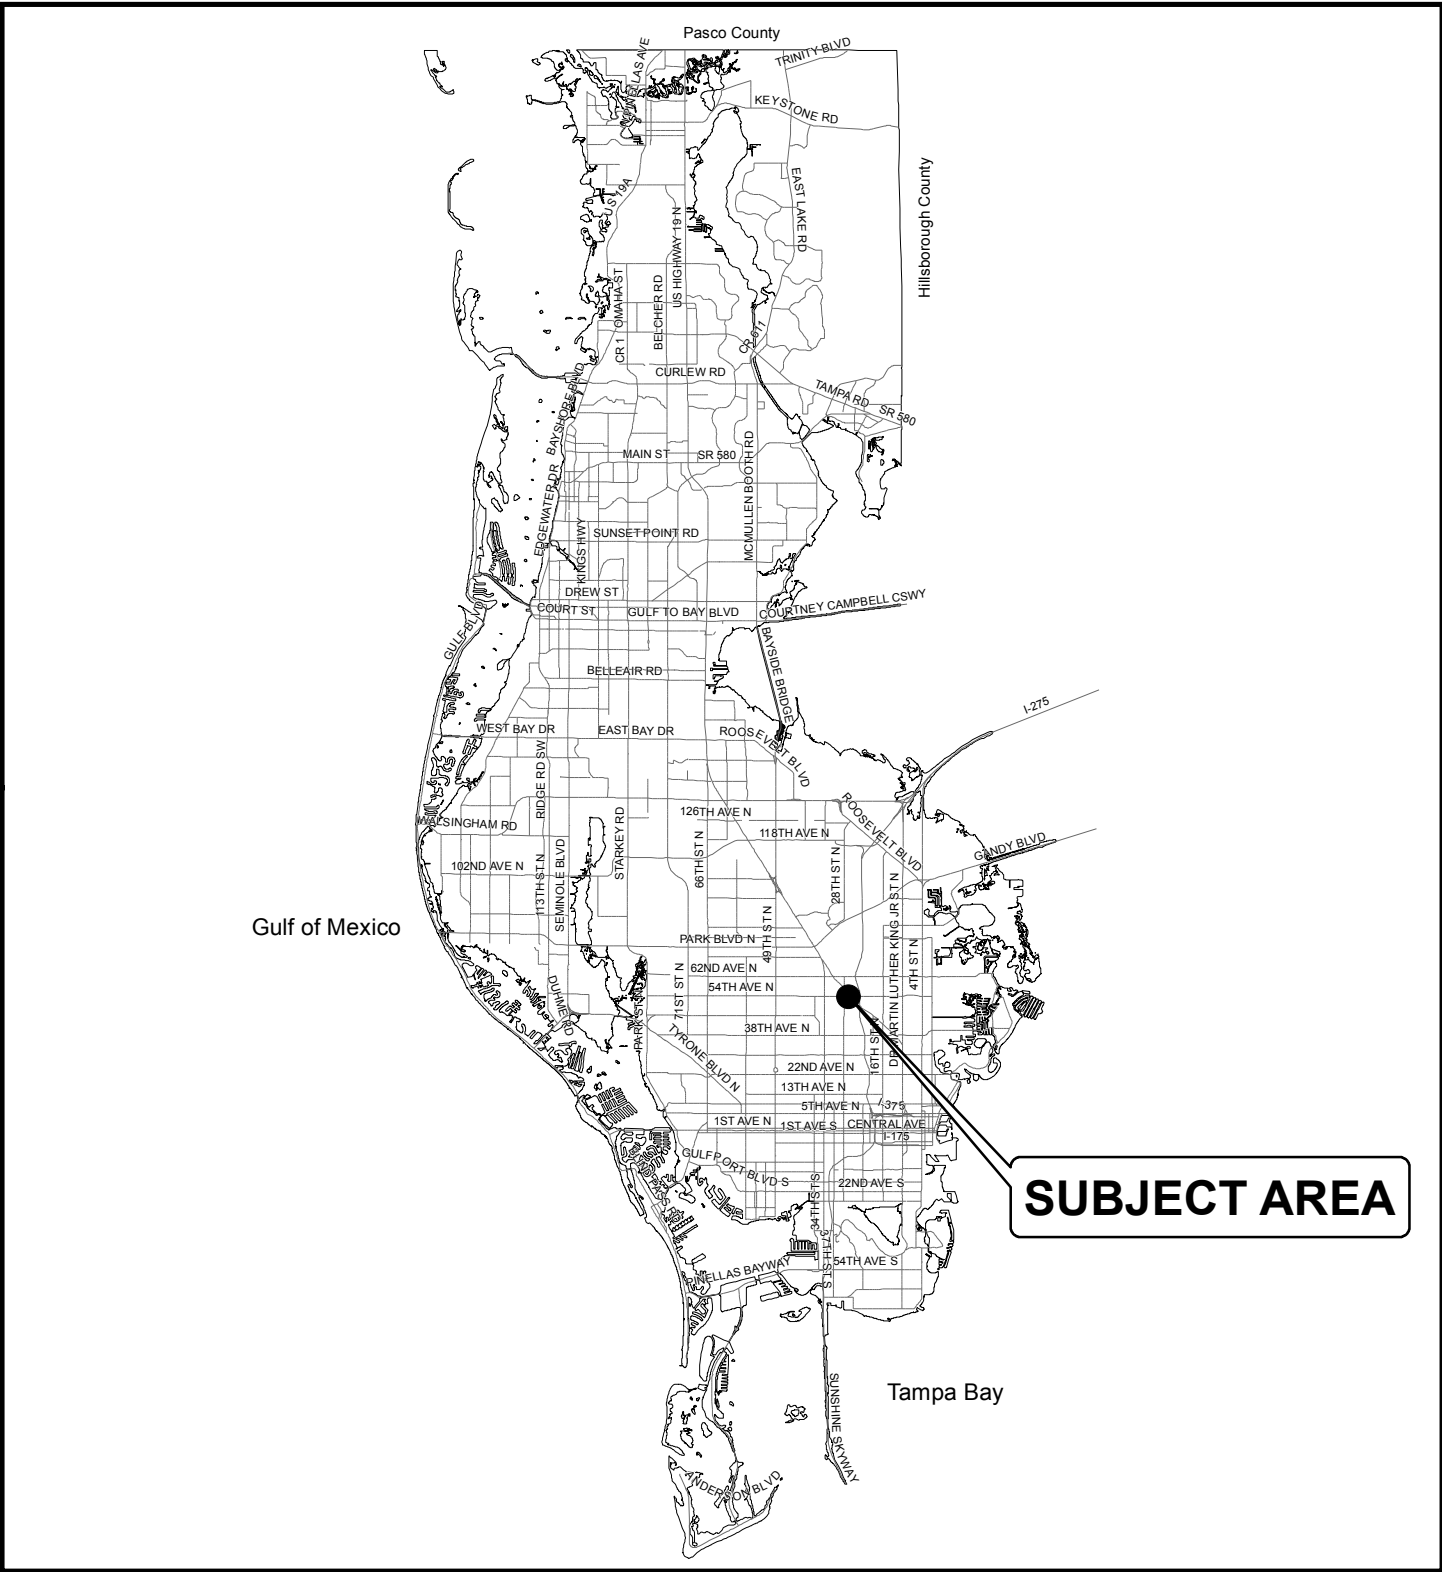 Pasco County
TRINITY BLVD
KEYSTONE RD
Hillsborough County
EAST LAKE RD
US 19A
US HIGHWAY 19 N
OMAHA ST
CR 1
BELCHER RD
CR 611
CURLEW RD
TAMPA RD
SR 580
BAYSHORE BLVD
MAIN ST
SR 580
MCMULLEN BOOTH RD
EDGEWATER DR
SUNSET POINT RD
KINGS HWY
DREW ST
COURT ST
GULF TO BAY BLVD
COURTNEY CAMPBELL CSWY
GULF BLVD
BAYSIDE BRIDGE
BELLEAIR RD
I-275
WEST BAY DR
EAST BAY DR
ROOSEVELT BLVD
RIDGE RD SW
ROOSEVELT BLVD
126TH AVE N
WALSINGHAM RD
118TH AVE N
STARKEY RD
66TH ST N
GANDY BLVD
102ND AVE N
113TH ST N
SEMINOLE BLVD
28TH ST N
DR MARTIN LUTHER KING JR ST N
Gulf of Mexico
49TH ST N
PARK BLVD N
4TH ST N
62ND AVE N
71ST ST N
54TH AVE N
DUHME RD
PARK ST N
38TH AVE N
16TH ST N
TYRONE BLVD N
22ND AVE N
13TH AVE N
5TH AVE N
I-375
1ST AVE N
1ST AVE S
CENTRAL AVE
I-175
GULFPORT BLVD S
22ND AVE S
SUBJECT AREA
34TH ST S
37TH ST S
54TH AVE S
PINELLAS BAYWAY
Tampa Bay
SUNSHINE SKYWAY
ANDERSON BLVD